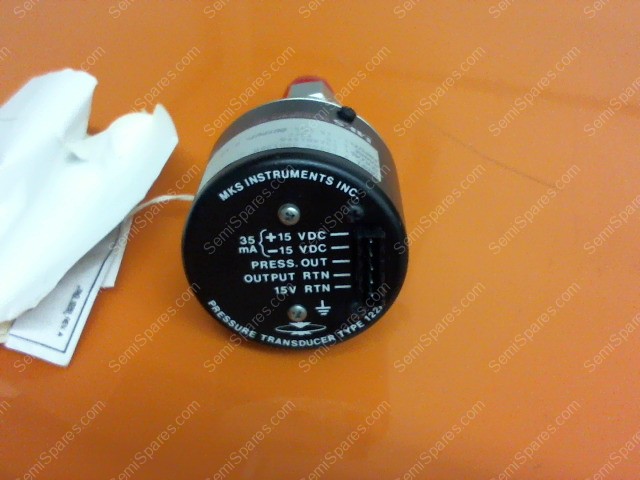 MKS INSTRUMENTS INC.
35 mA { +15 VDC
−15 VDC
PRESS. OUT
OUTPUT RTN
15V RTN
PRESSURE TRANSDUCER TYPE 122A
SemiSpares.com